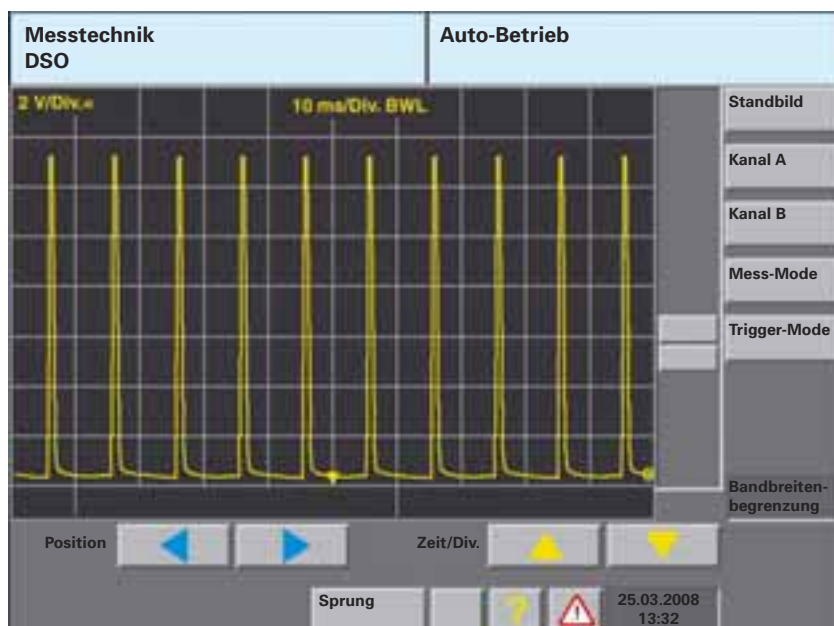 Messtechnik
DSO
Auto-Betrieb
2 V/Div.=
10 ms/Div. BWL
Standbild
Kanal A
Kanal B
Mess-Mode
Trigger-Mode
Bandbreiten-
begrenzung
Position
Zeit/Div.
Sprung
?
25.03.2008
13:32